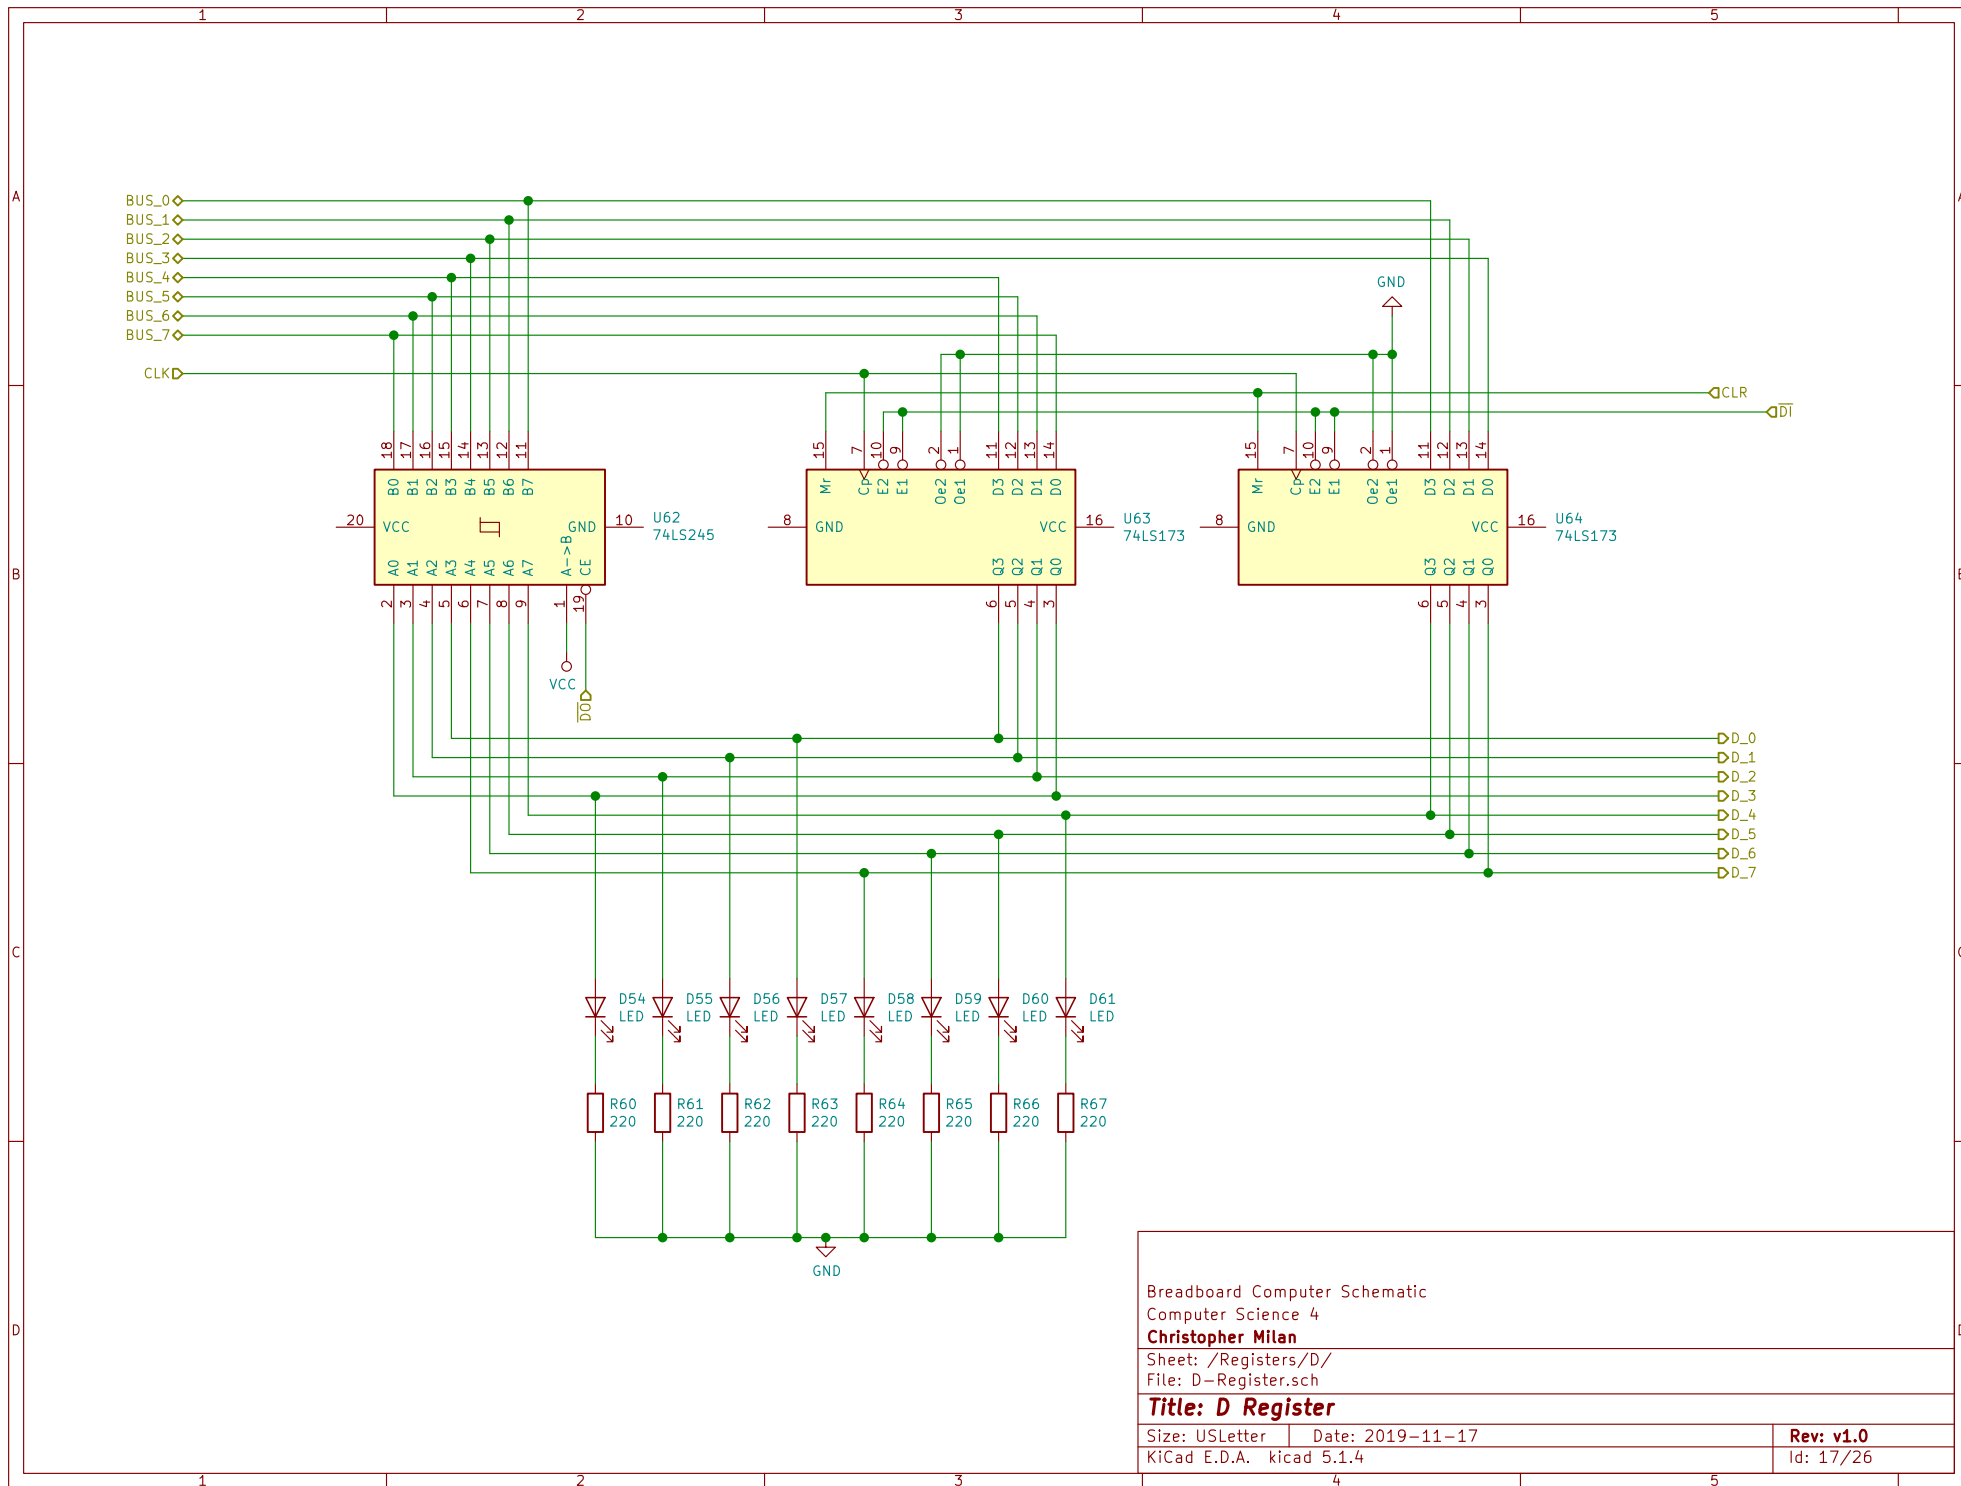 1 2 3 4 5
A
BUS_0
BUS_1
BUS_2
BUS_3
BUS_4
BUS_5
BUS_6
BUS_7
CLK
GND
CLR
DI
18 17 16 15 14 13 12 11
B0 B1 B2 B3 B4 B5 B6 B7
20 VCC GND 10
U62
74LS245
A0 A1 A2 A3 A4 A5 A6 A7 A->B CE
2 3 4 5 6 7 8 9 1 19
VCC
DO
15 7 10 9 2 1 11 12 13 14
Mr Cp E2 E1 Oe2 Oe1 D3 D2 D1 D0
8 GND VCC 16
U63
74LS173
Q3 Q2 Q1 Q0
6 5 4 3
15 7 10 9 2 1 11 12 13 14
Mr Cp E2 E1 Oe2 Oe1 D3 D2 D1 D0
8 GND VCC 16
U64
74LS173
Q3 Q2 Q1 Q0
6 5 4 3
B
D_0
D_1
D_2
D_3
D_4
D_5
D_6
D_7
C
D54 D55 D56 D57 D58 D59 D60 D61
LED LED LED LED LED LED LED LED
R60 R61 R62 R63 R64 R65 R66 R67
220 220 220 220 220 220 220 220
GND
D
Breadboard Computer Schematic
Computer Science 4
Christopher Milan
Sheet: /Registers/D/
File: D-Register.sch
Title: D Register
Size: USLetter Date: 2019-11-17 Rev: v1.0
KiCad E.D.A. kicad 5.1.4 Id: 17/26
1 2 3 4 5